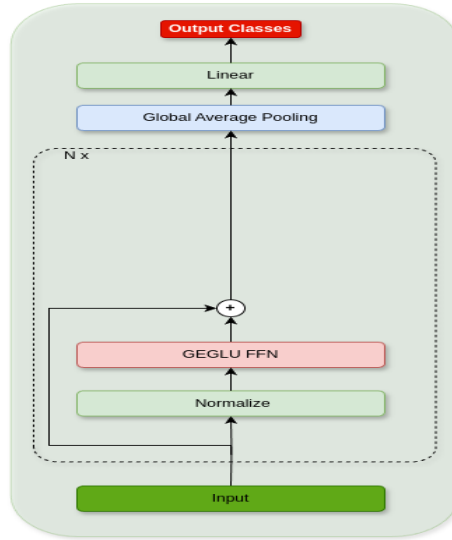 Output Classes
Linear
Global Average Pooling
N x
+
GEGLU FFN
Normalize
Input